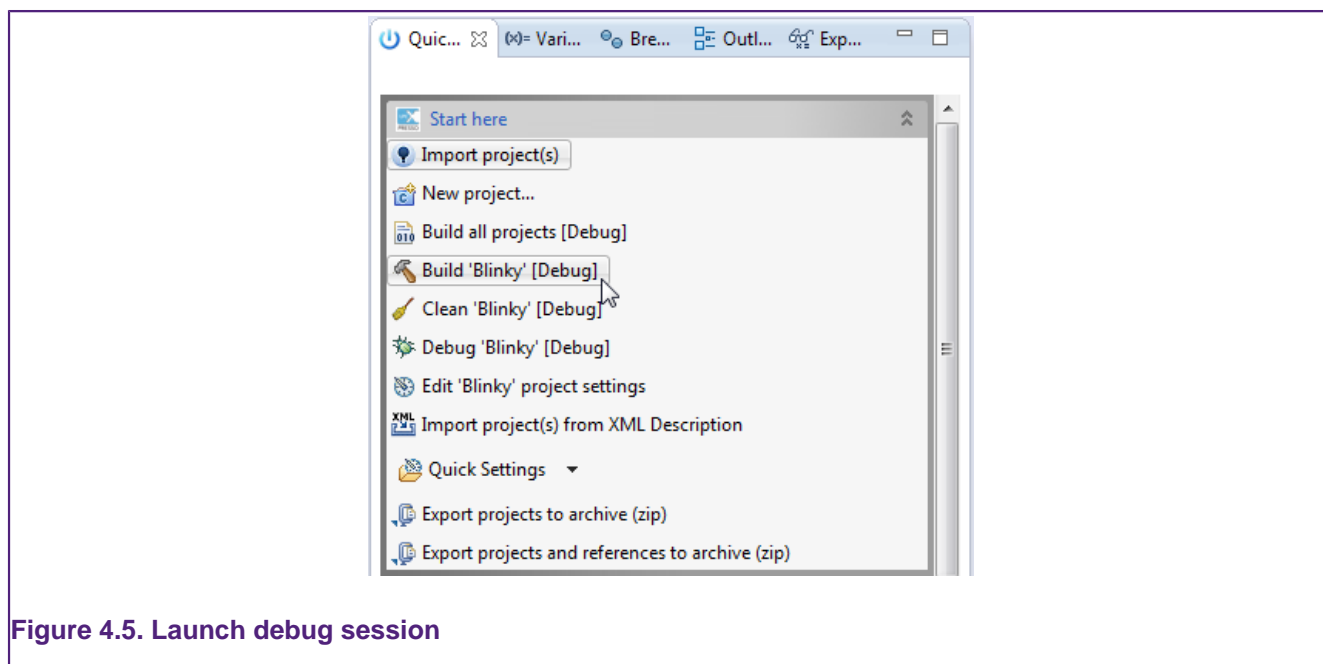 Quic... (x)= Vari... Bre... Outl... Exp...
Start here
Import project(s)
New project...
Build all projects [Debug]
Build 'Blinky' [Debug]
Clean 'Blinky' [Debug]
Debug 'Blinky' [Debug]
Edit 'Blinky' project settings
XML Import project(s) from XML Description
Quick Settings
Export projects to archive (zip)
Export projects and references to archive (zip)
Figure 4.5. Launch debug session